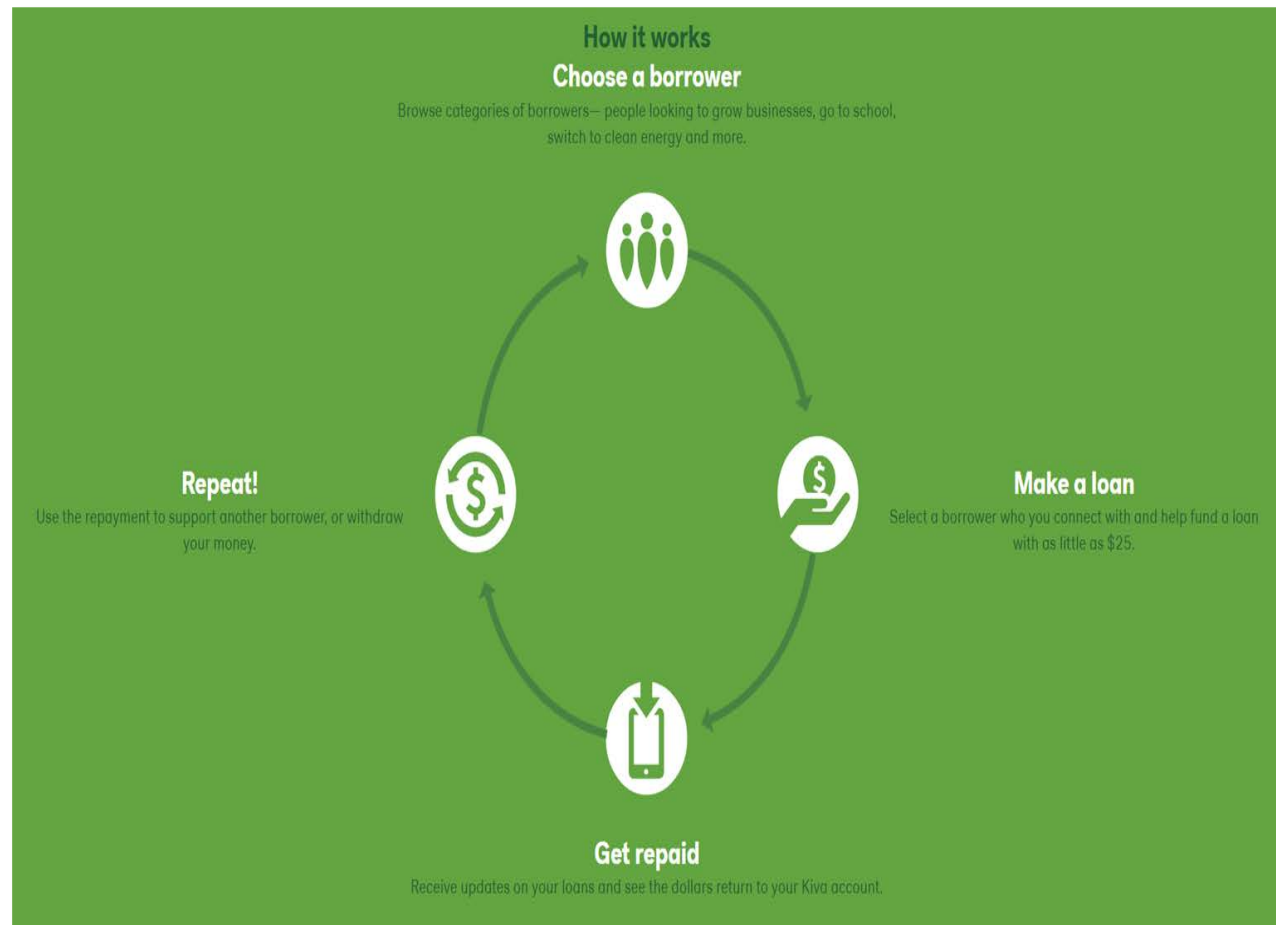 How it works
Choose a borrower
Browse categories of borrowers— people looking to grow businesses, go to school,
switch to clean energy and more.
Repeat!
Use the repayment to support another borrower, or withdraw
your money.
Make a loan
Select a borrower who you connect with and help fund a loan
with as little as $25.
Get repaid
Receive updates on your loans and see the dollars return to your Kiva account.